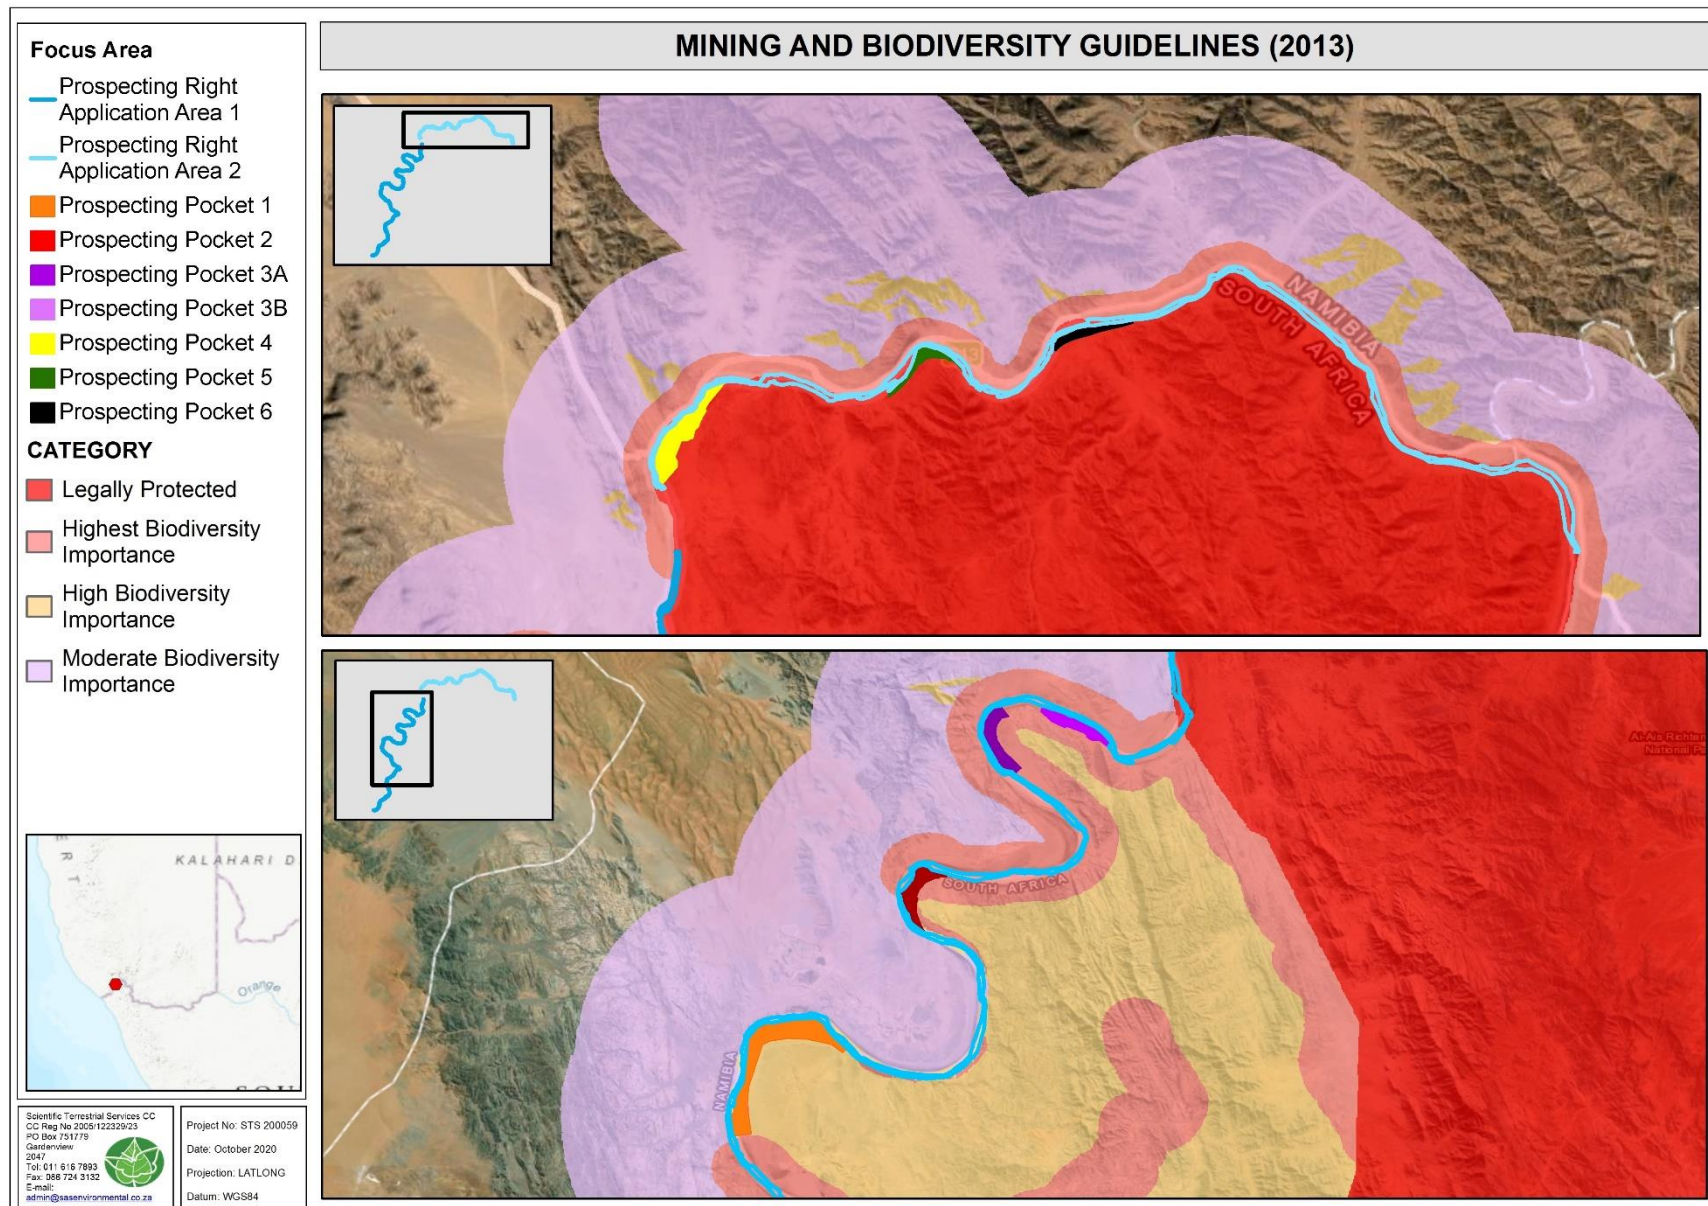 MINING AND BIODIVERSITY GUIDELINES (2013)
Focus Area
Prospecting Right
Application Area 1
Prospecting Right
Application Area 2
Prospecting Pocket 1
Prospecting Pocket 2
Prospecting Pocket 3A
Prospecting Pocket 3B
Prospecting Pocket 4
Prospecting Pocket 5
Prospecting Pocket 6
CATEGORY
Legally Protected
Highest Biodiversity
Importance
High Biodiversity
Importance
Moderate Biodiversity
Importance
KALAHARI D
Orange
Scientific Terrestrial Services CC
CC Reg No 2005/122329/23
PO Box 751779
Gardenview
2047
Tel: 011 616 7893
Fax: 086 724 3132
E-mail:
admin@sasenvironmental.co.za
Project No: STS 200059
Date: October 2020
Projection: LATLONG
Datum: WGS84
NAMIBIA
SOUTH AFRICA
SOUTH AFRICA
NAMIBIA
National